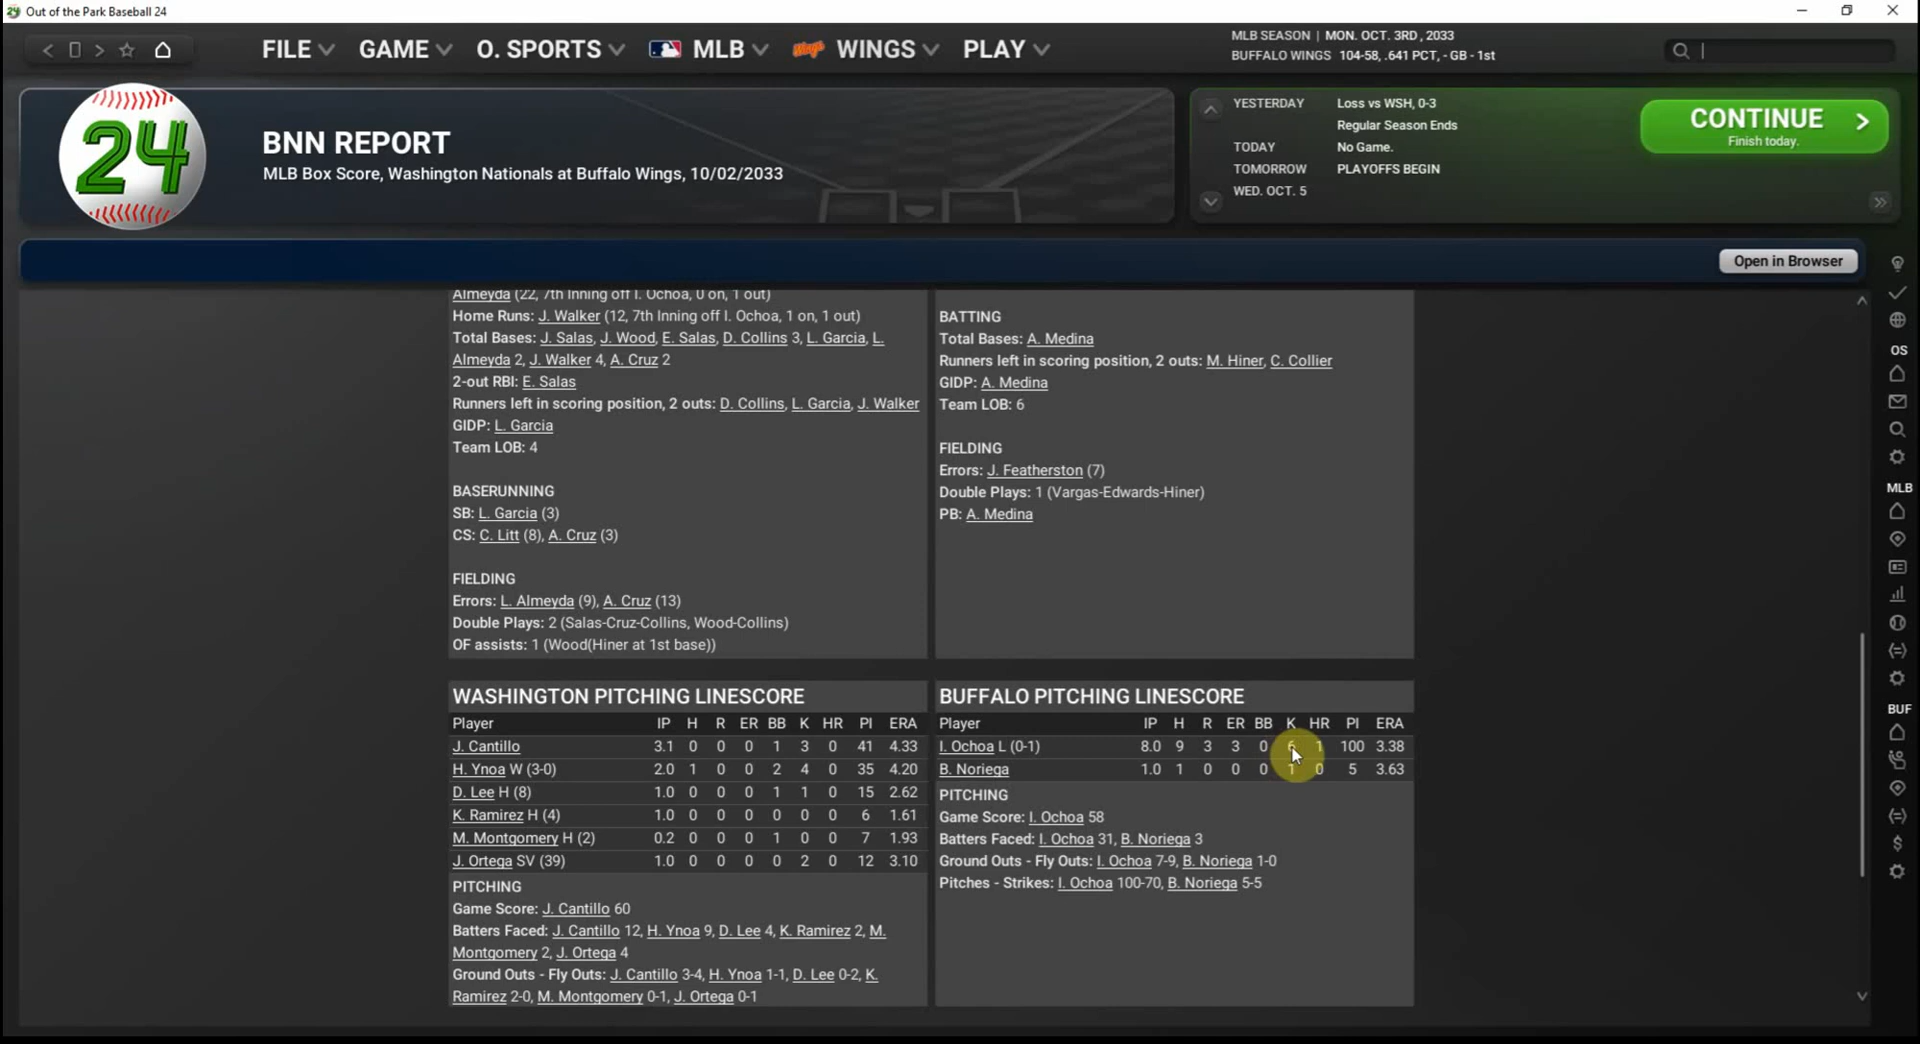 Out of the Park Baseball 24
FILE GAME O. SPORTS MLB WINGS PLAY
MLB SEASON | MON. OCT. 3RD , 2033
BUFFALO WINGS 104-58, .641 PCT, - GB - 1st
24
BNN REPORT
MLB Box Score, Washington Nationals at Buffalo Wings, 10/02/2033
YESTERDAY Loss vs WSH, 0-3
Regular Season Ends
TODAY No Game.
TOMORROW PLAYOFFS BEGIN
WED. OCT. 5
CONTINUE
Finish today.
Open in Browser
Almeyda (22, 7th Inning off I. Ochoa, 0 on, 1 out)
Home Runs: J. Walker (12, 7th Inning off I. Ochoa, 1 on, 1 out)
Total Bases: J. Salas, J. Wood, E. Salas, D. Collins 3, L. Garcia, L.
Almeyda 2, J. Walker 4, A. Cruz 2
2-out RBI: E. Salas
Runners left in scoring position, 2 outs: D. Collins, L. Garcia, J. Walker
GIDP: L. Garcia
Team LOB: 4
BASERUNNING
SB: L. Garcia (3)
CS: C. Litt (8), A. Cruz (3)
FIELDING
Errors: L. Almeyda (9), A. Cruz (13)
Double Plays: 2 (Salas-Cruz-Collins, Wood-Collins)
OF assists: 1 (Wood(Hiner at 1st base))
BATTING
Total Bases: A. Medina
Runners left in scoring position, 2 outs: M. Hiner, C. Collier
GIDP: A. Medina
Team LOB: 6
FIELDING
Errors: J. Featherston (7)
Double Plays: 1 (Vargas-Edwards-Hiner)
PB: A. Medina
WASHINGTON PITCHING LINESCORE
Player IP H R ER BB K HR PI ERA
J. Cantillo 3.1 0 0 0 1 3 0 41 4.33
H. Ynoa W (3-0) 2.0 1 0 0 2 4 0 35 4.20
D. Lee H (8) 1.0 0 0 0 1 1 0 15 2.62
K. Ramirez H (4) 1.0 0 0 0 0 0 0 6 1.61
M. Montgomery H (2) 0.2 0 0 0 1 0 0 7 1.93
J. Ortega SV (39) 1.0 0 0 0 0 2 0 12 3.10
PITCHING
Game Score: J. Cantillo 60
Batters Faced: J. Cantillo 12, H. Ynoa 9, D. Lee 4, K. Ramirez 2, M.
Montgomery 2, J. Ortega 4
Ground Outs - Fly Outs: J. Cantillo 3-4, H. Ynoa 1-1, D. Lee 0-2, K.
Ramirez 2-0, M. Montgomery 0-1, J. Ortega 0-1
BUFFALO PITCHING LINESCORE
Player IP H R ER BB K HR PI ERA
I. Ochoa L (0-1) 8.0 9 3 3 0 6 1 100 3.38
B. Noriega 1.0 1 0 0 0 1 0 5 3.63
PITCHING
Game Score: I. Ochoa 58
Batters Faced: I. Ochoa 31, B. Noriega 3
Ground Outs - Fly Outs: I. Ochoa 7-9, B. Noriega 1-0
Pitches - Strikes: I. Ochoa 100-70, B. Noriega 5-5
OS
MLB
BUF